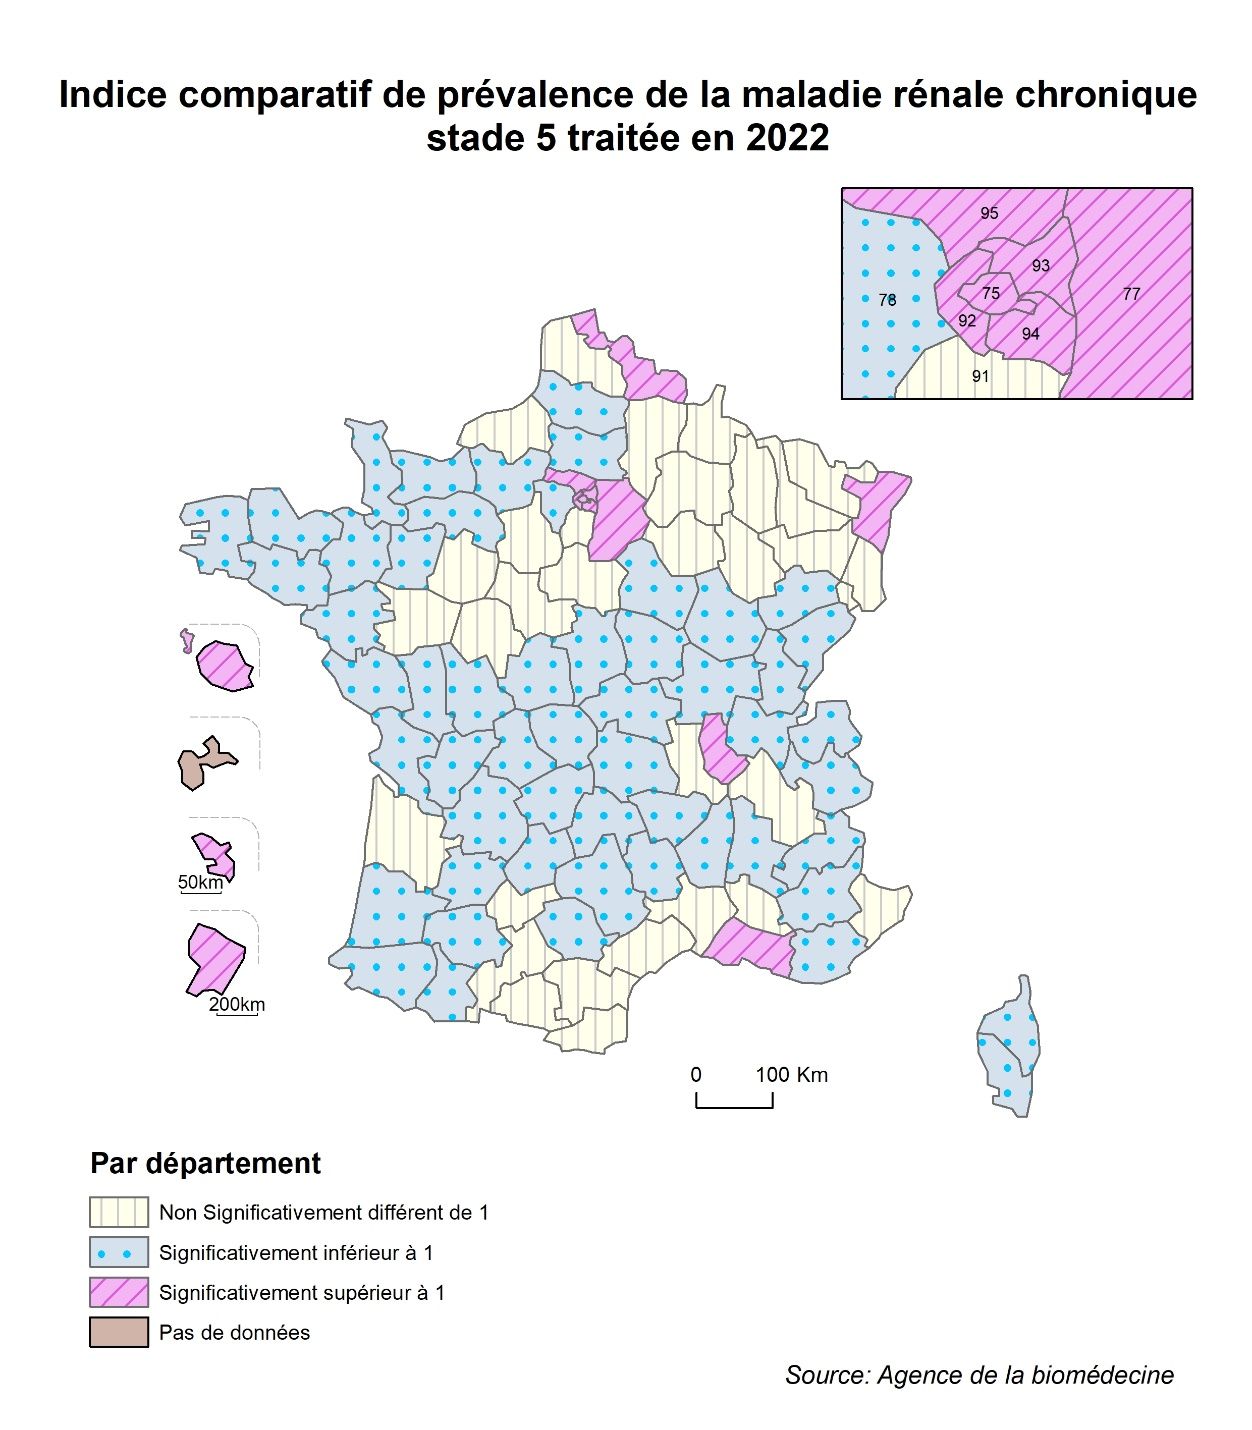 Indice comparatif de prévalence de la maladie rénale chronique
stade 5 traitée en 2022
95
93
78
75
77
92
94
91
50km
200km
0 100 Km
Par département
Non Significativement différent de 1
Significativement inférieur à 1
Significativement supérieur à 1
Pas de données
Source: Agence de la biomédecine